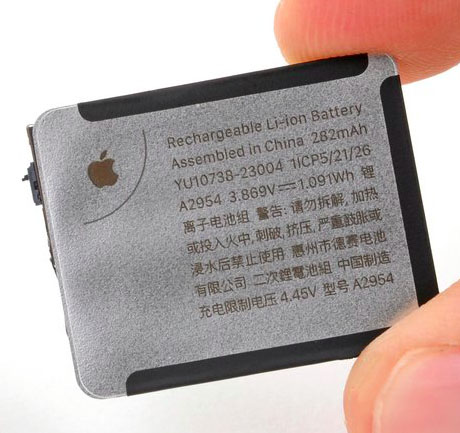 Rechargeable Li-ion Battery
Assembled in China 282mAh
YU10738-23004 1ICP5/21/26
A2954 3.869V⎓1.091Wh 锂
离子电池组 警告: 请勿拆解, 加热
或投入火中, 刺破, 挤压, 严重鼓胀或
浸水后禁止使用 惠州市德赛电池
有限公司 二次鋰電池組 中国制造
充电限制电压 4.45V 型号 A2954